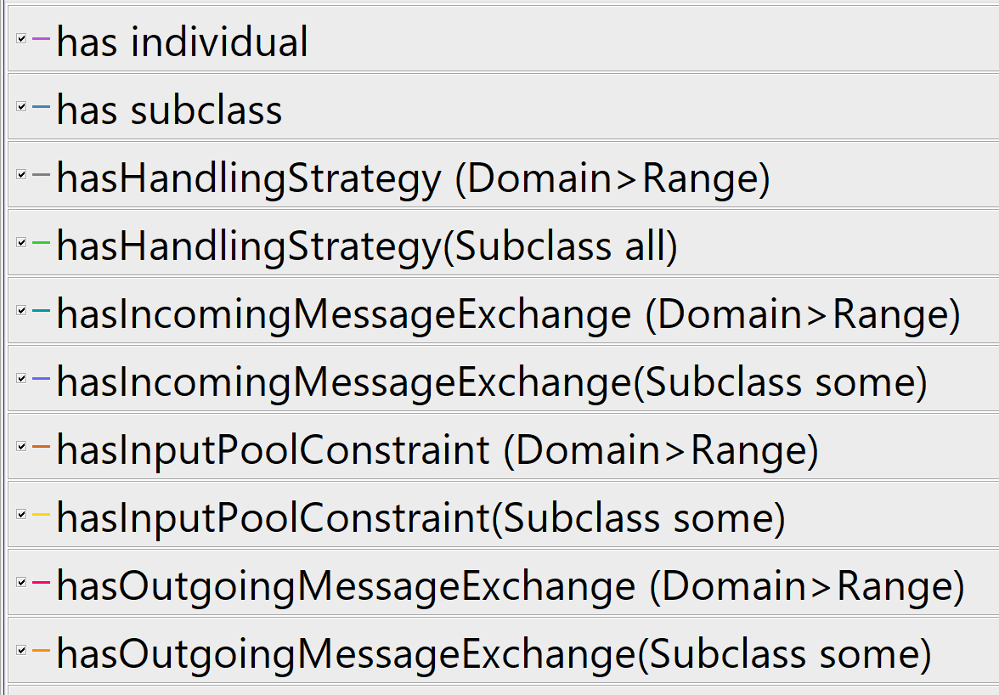 has individual
has subclass
hasHandlingStrategy (Domain>Range)
hasHandlingStrategy(Subclass all)
hasIncomingMessageExchange (Domain>Range)
hasIncomingMessageExchange(Subclass some)
hasInputPoolConstraint (Domain>Range)
hasInputPoolConstraint(Subclass some)
hasOutgoingMessageExchange (Domain>Range)
hasOutgoingMessageExchange(Subclass some)